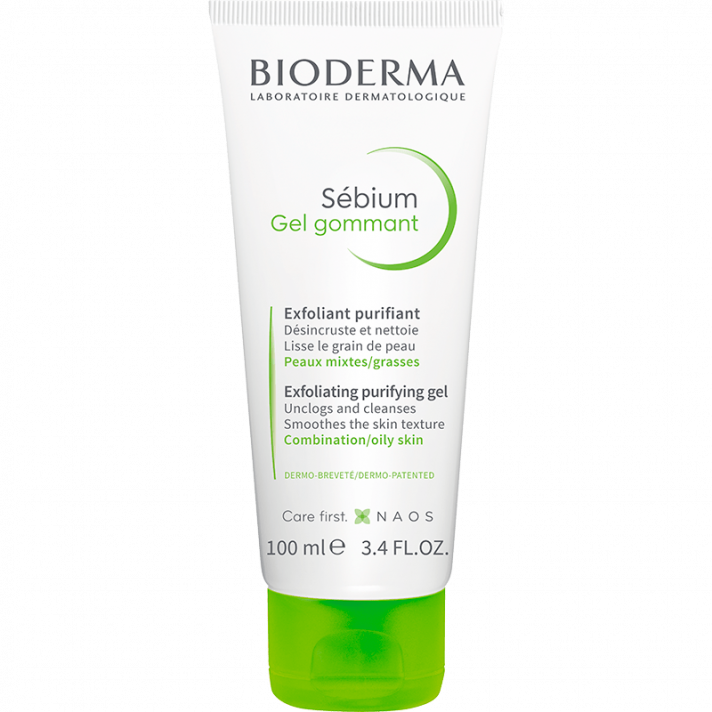 BIODERMA
LABORATOIRE DERMATOLOGIQUE
Sébium
Gel gommant
Exfoliant purifiant
Désincruste et nettoie
Lisse le grain de peau
Peaux mixtes/grasses
Exfoliating purifying gel
Unclogs and cleanses
Smoothes the skin texture
Combination/oily skin
DERMO-BREVETÉ/DERMO-PATENTED
Care first. NAOS
100 ml℮ 3.4 FL.OZ.